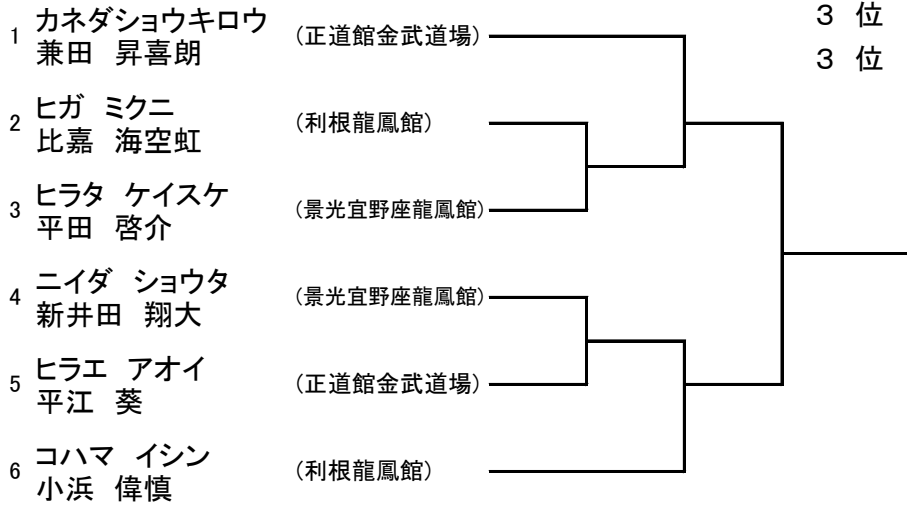 3 位
3 位
カネダショウキロウ
1 兼田 昇喜朗 (正道館金武道場)
ヒガ ミクニ
2 比嘉 海空虹 (利根龍鳳館)
ヒラタ ケイスケ
3 平田 啓介 (景光宜野座龍鳳館)
ニイダ ショウタ
4 新井田 翔大 (景光宜野座龍鳳館)
ヒラエ アオイ
5 平江 葵 (正道館金武道場)
コハマ イシン
6 小浜 偉慎 (利根龍鳳館)